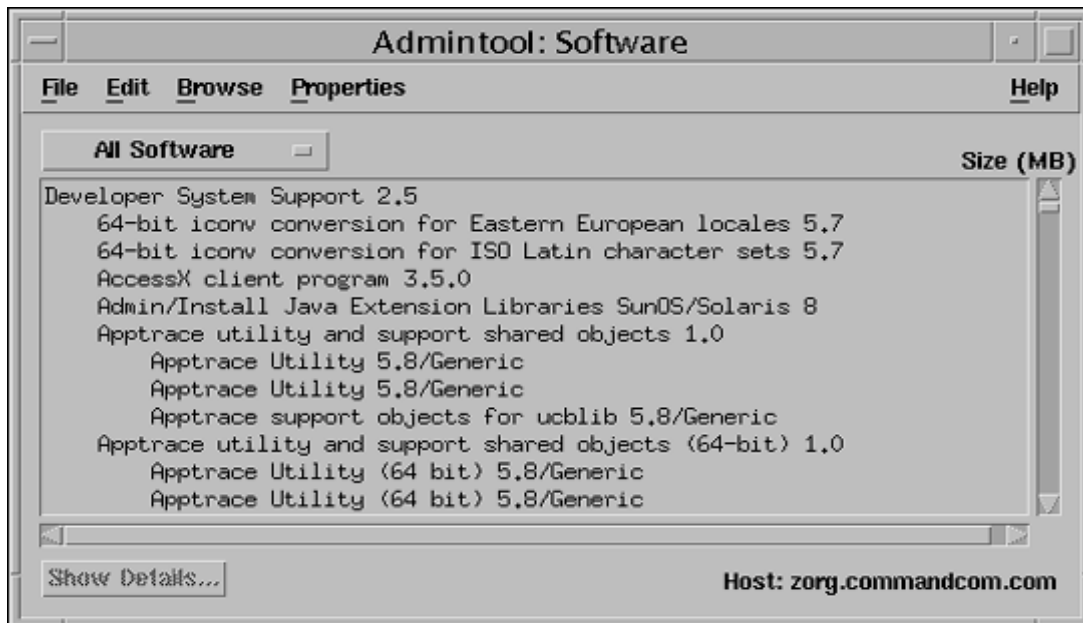 Admintool: Software
File Edit Browse Properties Help
All Software
Size (MB)
Developer System Support 2.5
64-bit iconv conversion for Eastern European locales 5.7
64-bit iconv conversion for ISO Latin character sets 5.7
AccessX client program 3.5.0
Admin/Install Java Extension Libraries SunOS/Solaris 8
Apptrace utility and support shared objects 1.0
Apptrace Utility 5.8/Generic
Apptrace Utility 5.8/Generic
Apptrace support objects for ucblib 5.8/Generic
Apptrace utility and support shared objects (64-bit) 1.0
Apptrace Utility (64 bit) 5.8/Generic
Apptrace Utility (64 bit) 5.8/Generic
Show Details...
Host: zorg.commandcom.com